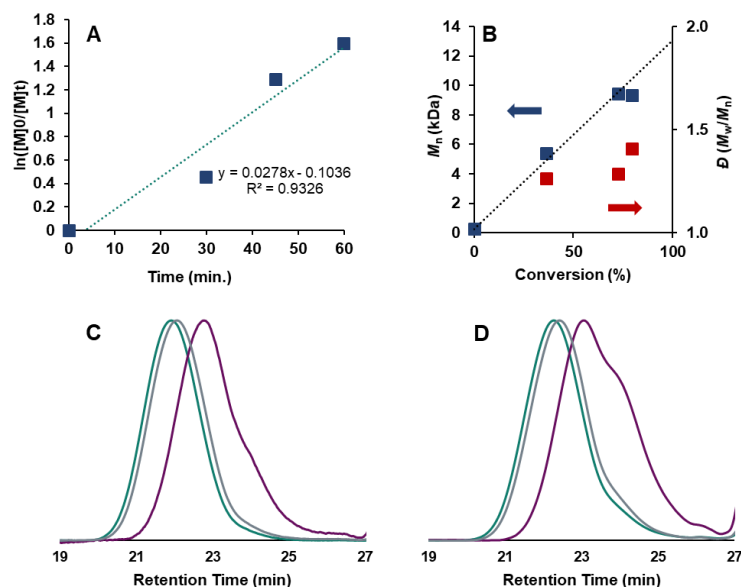 A
ln([M]0/[M]t)
1.8
1.6
1.4
1.2
1
0.8
0.6
0.4
0.2
0
y = 0.0278x - 0.1036
R² = 0.9326
0 10 20 30 40 50 60
Time (min.)
B
Mn (kDa)
14
12
10
8
6
4
2
0
2.0
1.5
1.0
Đ (Mw/Mn)
0 50 100
Conversion (%)
C
19 21 23 25 27
Retention Time (min)
D
19 21 23 25 27
Retention Time (min)